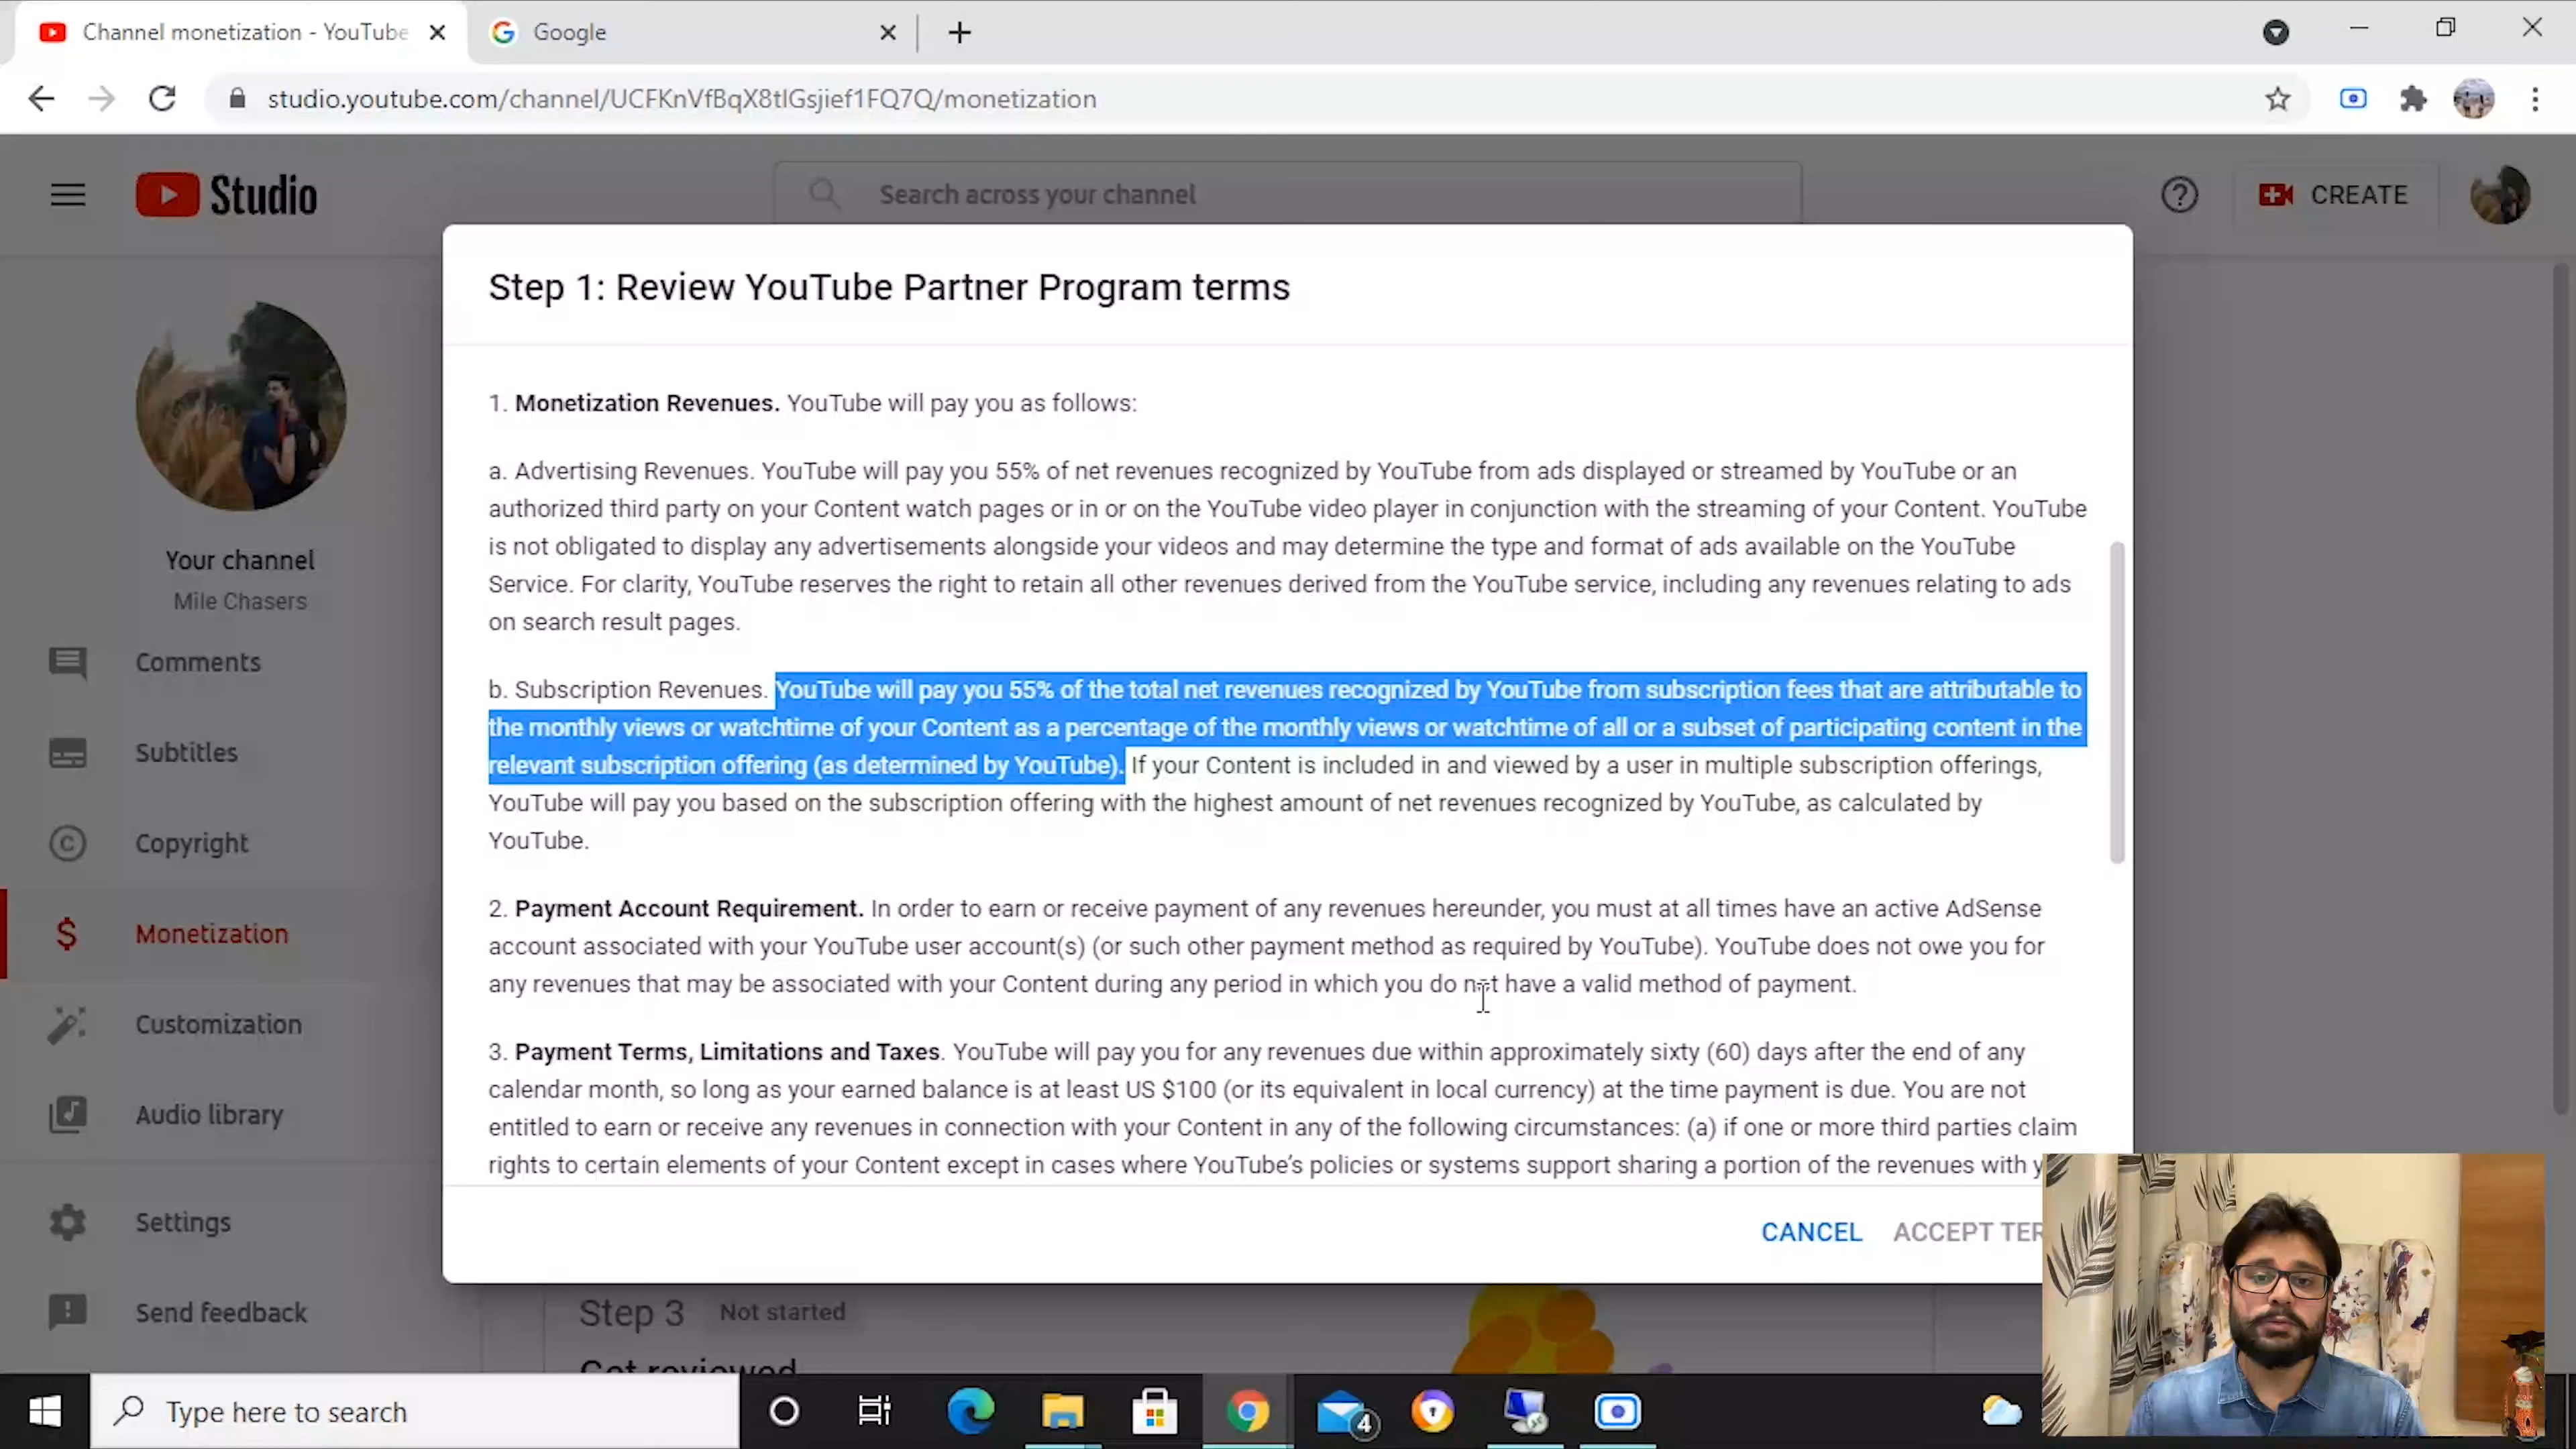 Channel monetization - YouTube
Google
studio.youtube.com/channel/UCFKnVfBqX8tlGsjief1FQ7Q/monetization
Studio
Search across your channel
CREATE
Step 1: Review YouTube Partner Program terms
1. Monetization Revenues. YouTube will pay you as follows:
a. Advertising Revenues. YouTube will pay you 55% of net revenues recognized by YouTube from ads displayed or streamed by YouTube or an
authorized third party on your Content watch pages or in or on the YouTube video player in conjunction with the streaming of your Content. YouTube
is not obligated to display any advertisements alongside your videos and may determine the type and format of ads available on the YouTube
Service. For clarity, YouTube reserves the right to retain all other revenues derived from the YouTube service, including any revenues relating to ads
on search result pages.
b. Subscription Revenues. YouTube will pay you 55% of the total net revenues recognized by YouTube from subscription fees that are attributable to
the monthly views or watchtime of your Content as a percentage of the monthly views or watchtime of all or a subset of participating content in the
relevant subscription offering (as determined by YouTube). If your Content is included in and viewed by a user in multiple subscription offerings,
YouTube will pay you based on the subscription offering with the highest amount of net revenues recognized by YouTube, as calculated by
YouTube.
2. Payment Account Requirement. In order to earn or receive payment of any revenues hereunder, you must at all times have an active AdSense
account associated with your YouTube user account(s) (or such other payment method as required by YouTube). YouTube does not owe you for
any revenues that may be associated with your Content during any period in which you do not have a valid method of payment.
3. Payment Terms, Limitations and Taxes. YouTube will pay you for any revenues due within approximately sixty (60) days after the end of any
calendar month, so long as your earned balance is at least US $100 (or its equivalent in local currency) at the time payment is due. You are not
entitled to earn or receive any revenues in connection with your Content in any of the following circumstances: (a) if one or more third parties claim
rights to certain elements of your Content except in cases where YouTube's policies or systems support sharing a portion of the revenues with
CANCEL
ACCEPT
Your channel
Mile Chasers
Comments
Subtitles
Copyright
Monetization
Customization
Audio library
Settings
Send feedback
Step 3
Not started
Get reviewed
Type here to search
4